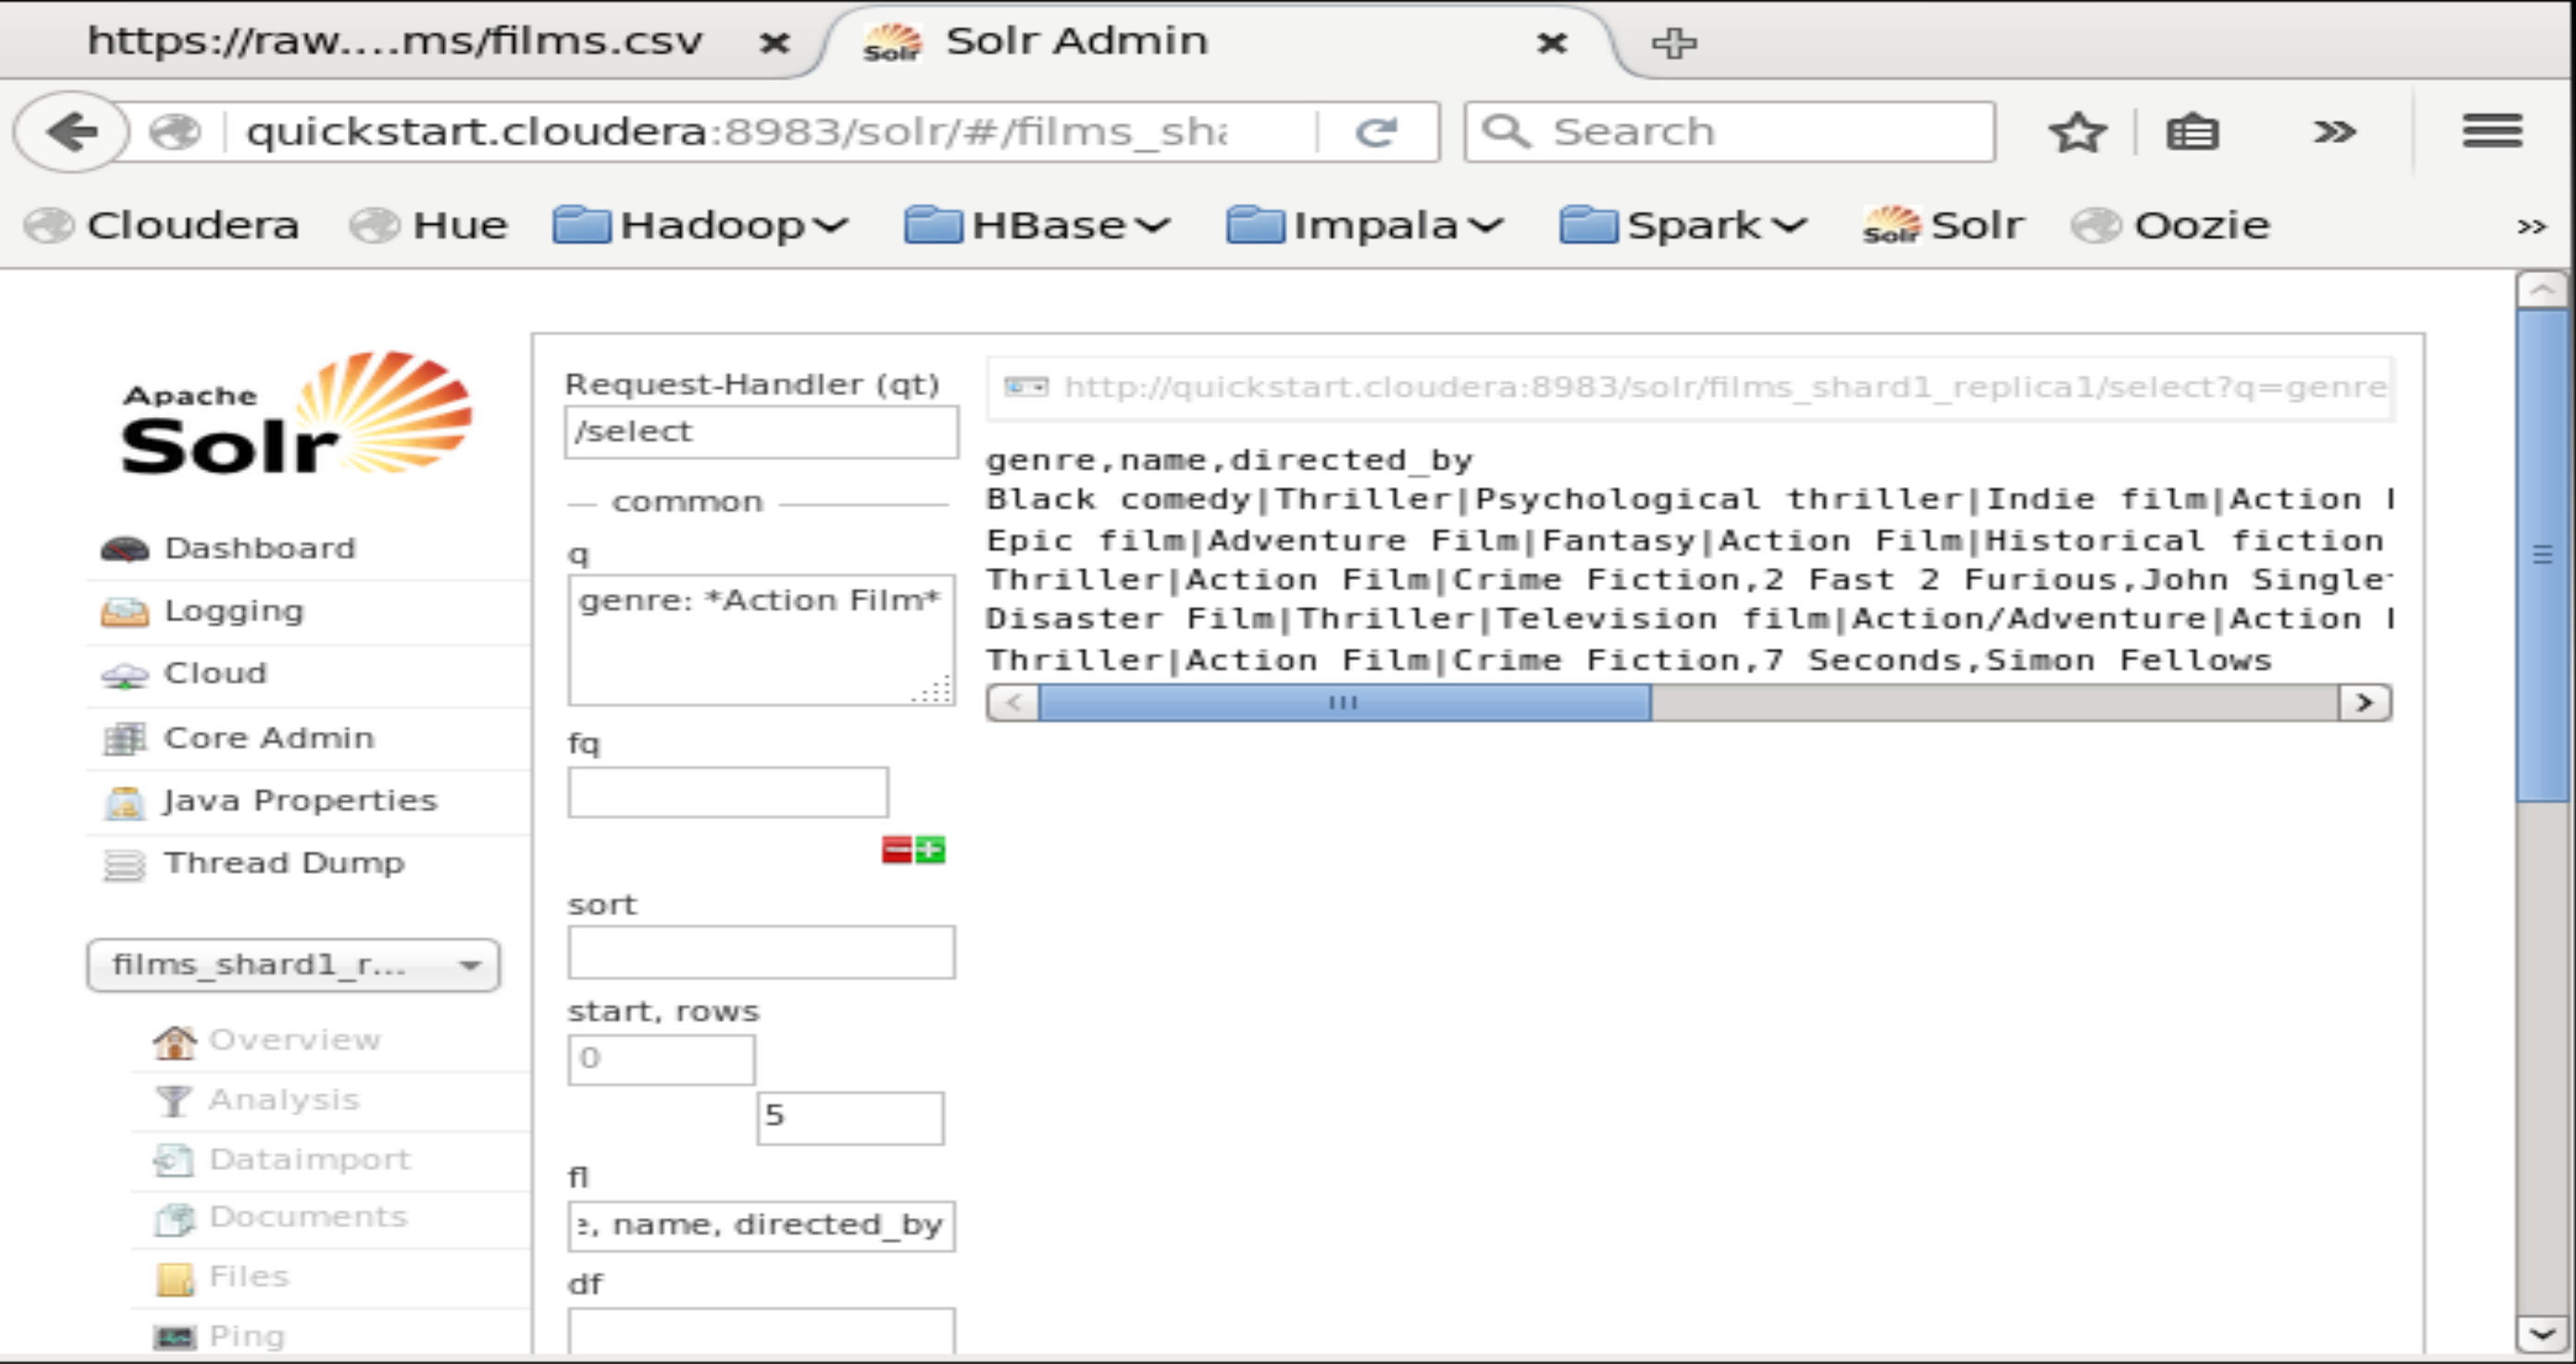 https://raw....ms/films.csv
Solr Admin
quickstart.cloudera:8983/solr/#/films_sha
Search
Cloudera Hue Hadoop HBase Impala Spark Solr Oozie
Apache
Solr
Dashboard
Logging
Cloud
Core Admin
Java Properties
Thread Dump
films_shard1_r...
Overview
Analysis
Dataimport
Documents
Files
Ping
Request-Handler (qt)
/select
common
q
genre: *Action Film*
fq
sort
start, rows
0
5
fl
, name, directed_by
df
http://quickstart.cloudera:8983/solr/films_shard1_replica1/select?q=genre
genre,name,directed_by
Black comedy|Thriller|Psychological thriller|Indie film|Action
Epic film|Adventure Film|Fantasy|Action Film|Historical fiction
Thriller|Action Film|Crime Fiction,2 Fast 2 Furious,John Single
Disaster Film|Thriller|Television film|Action/Adventure|Action
Thriller|Action Film|Crime Fiction,7 Seconds,Simon Fellows